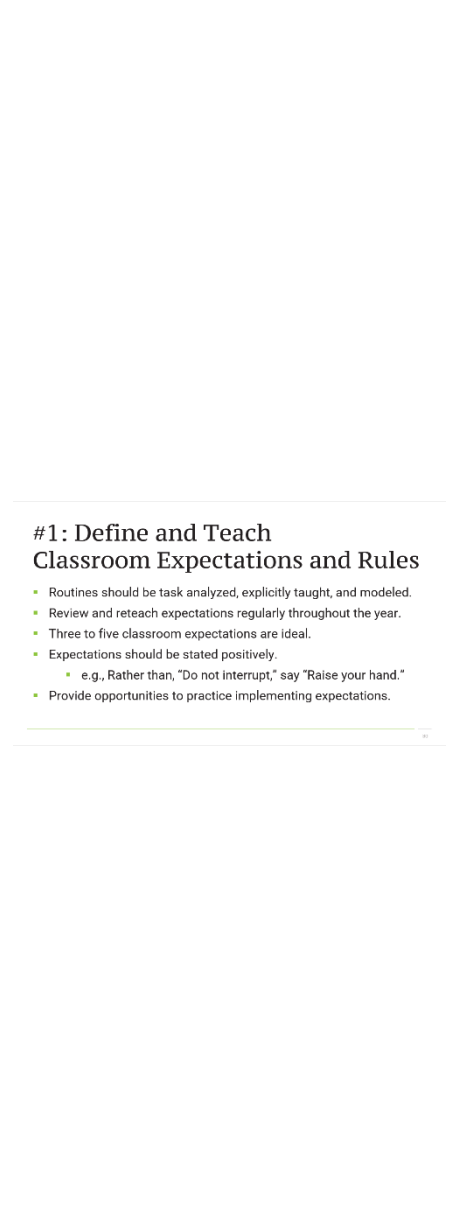 #1: Define and Teach
Classroom Expectations and Rules
▪ Routines should be task analyzed, explicitly taught, and modeled.
▪ Review and reteach expectations regularly throughout the year.
▪ Three to five classroom expectations are ideal.
▪ Expectations should be stated positively.
▪ e.g., Rather than, “Do not interrupt,” say “Raise your hand.”
▪ Provide opportunities to practice implementing expectations.